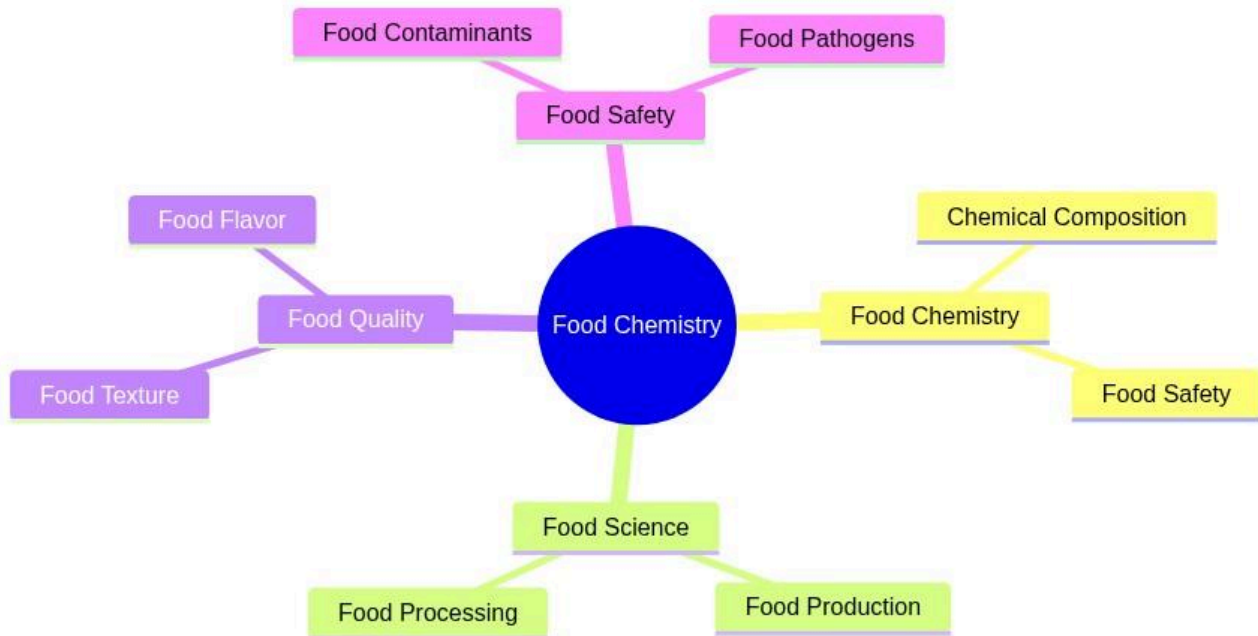 Food Contaminants
Food Pathogens
Food Safety
Food Flavor
Chemical Composition
Food Quality
Food Chemistry
Food Chemistry
Food Texture
Food Safety
Food Science
Food Processing
Food Production